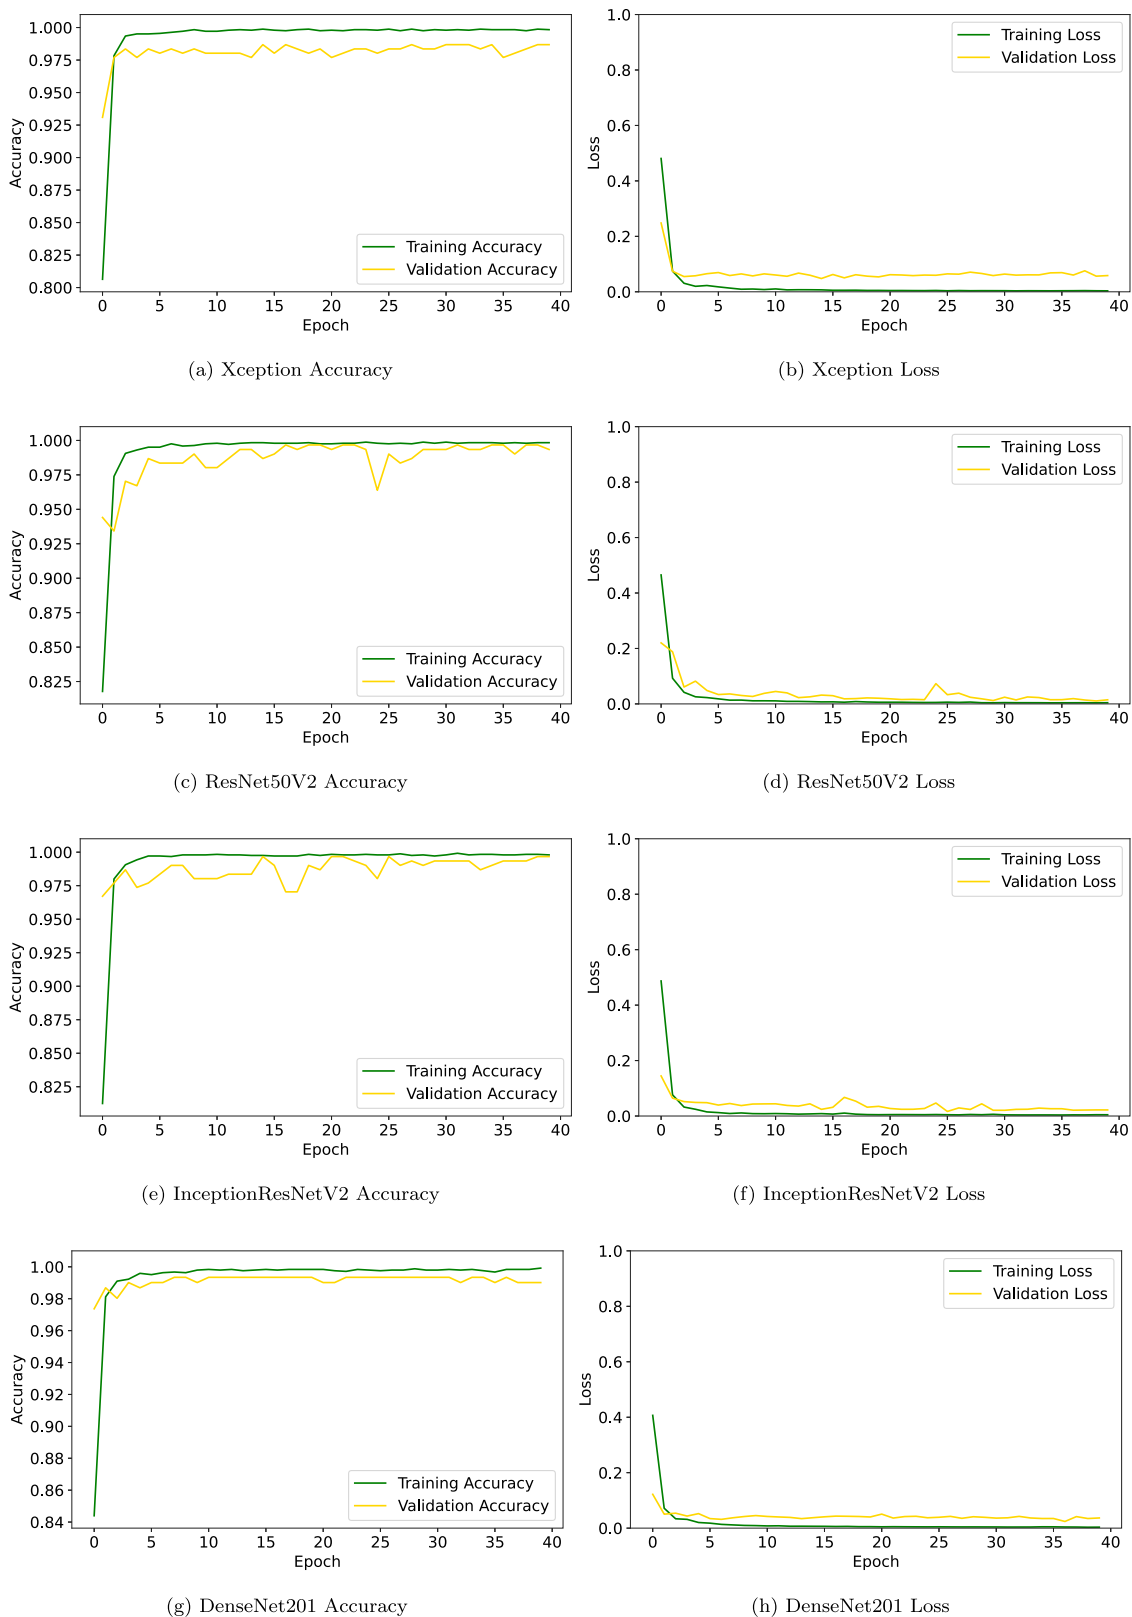 1.000
0.975
0.950
0.925
0.900
0.875
0.850
0.825
0.800
Accuracy
Training Accuracy
Validation Accuracy
0 5 10 15 20 25 30 35 40
Epoch
(a) Xception Accuracy
1.0
0.8
0.6
0.4
0.2
0.0
Loss
Training Loss
Validation Loss
0 5 10 15 20 25 30 35 40
Epoch
(b) Xception Loss
1.000
0.975
0.950
0.925
0.900
0.875
0.850
0.825
Accuracy
Training Accuracy
Validation Accuracy
0 5 10 15 20 25 30 35 40
Epoch
(c) ResNet50V2 Accuracy
1.0
0.8
0.6
0.4
0.2
0.0
Loss
Training Loss
Validation Loss
0 5 10 15 20 25 30 35 40
Epoch
(d) ResNet50V2 Loss
1.000
0.975
0.950
0.925
0.900
0.875
0.850
0.825
Accuracy
Training Accuracy
Validation Accuracy
0 5 10 15 20 25 30 35 40
Epoch
(e) InceptionResNetV2 Accuracy
1.0
0.8
0.6
0.4
0.2
0.0
Loss
Training Loss
Validation Loss
0 5 10 15 20 25 30 35 40
Epoch
(f) InceptionResNetV2 Loss
1.00
0.98
0.96
0.94
0.92
0.90
0.88
0.86
0.84
Accuracy
Training Accuracy
Validation Accuracy
0 5 10 15 20 25 30 35 40
Epoch
(g) DenseNet201 Accuracy
1.0
0.8
0.6
0.4
0.2
0.0
Loss
Training Loss
Validation Loss
0 5 10 15 20 25 30 35 40
Epoch
(h) DenseNet201 Loss